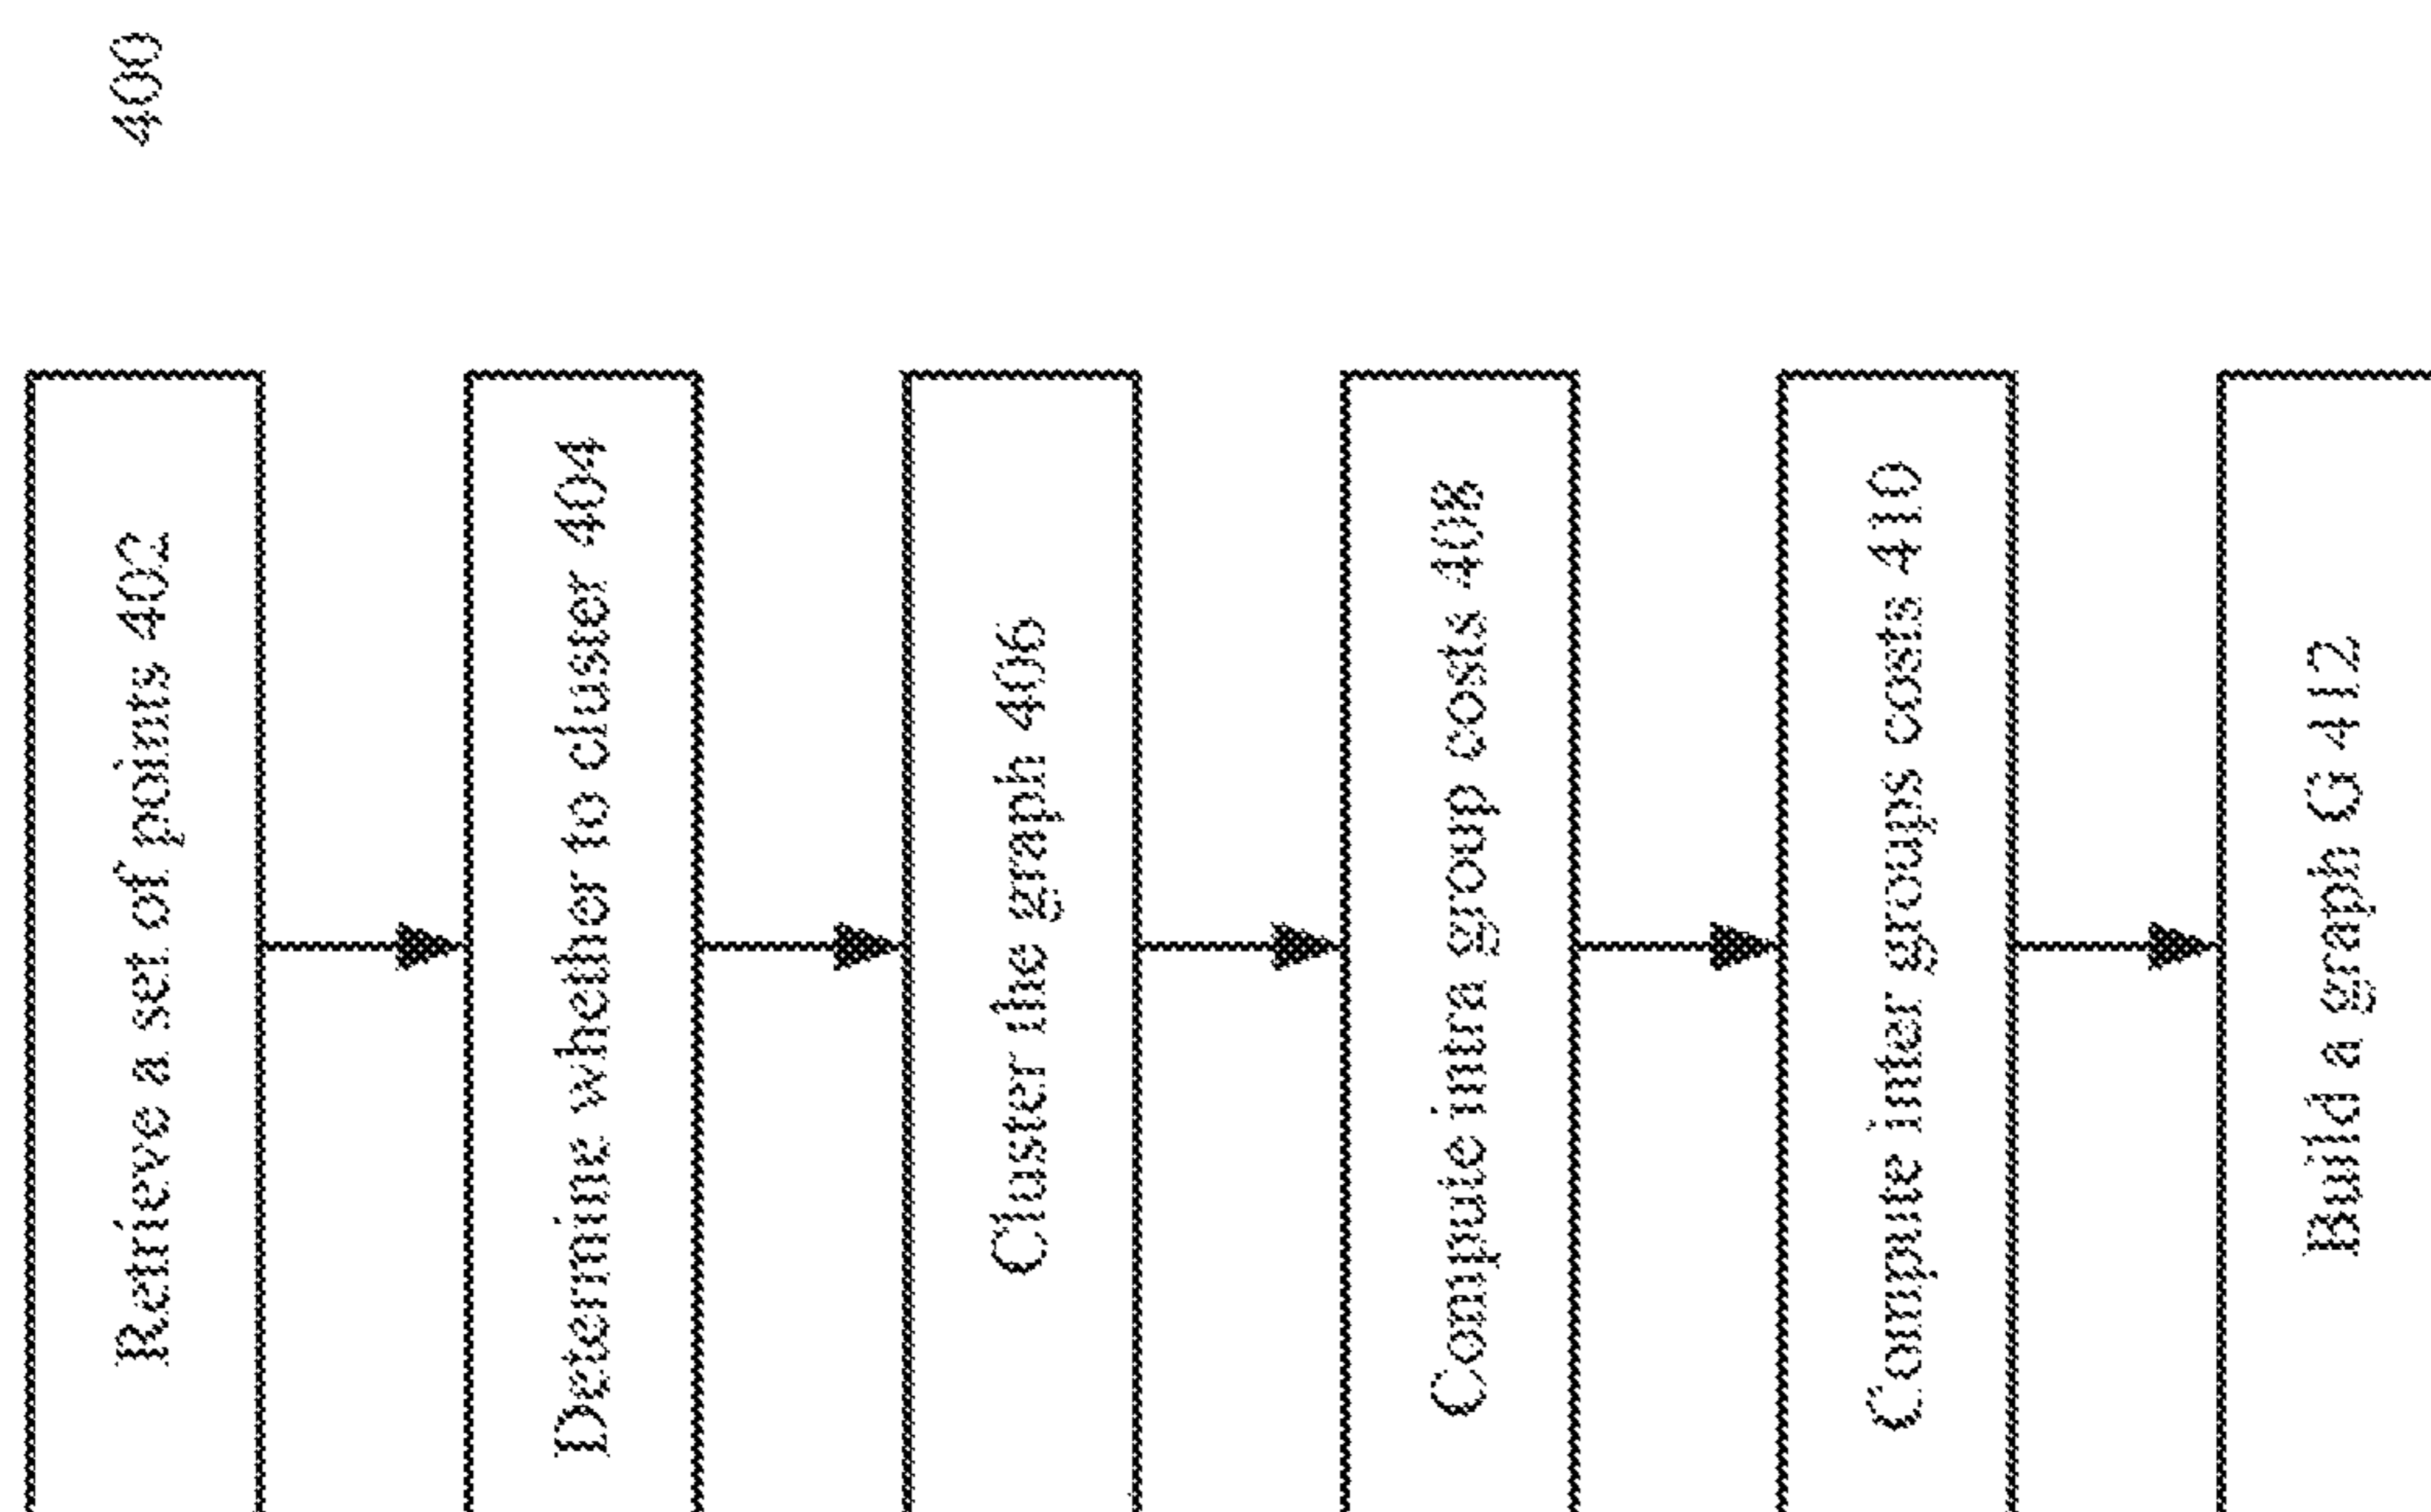 400
Retrieve a set of points 402
Determine whether to cluser 404
Cluster the graph 406
Compute intra group costs 408
Compute inter groups costs 410
Build a graph G 412